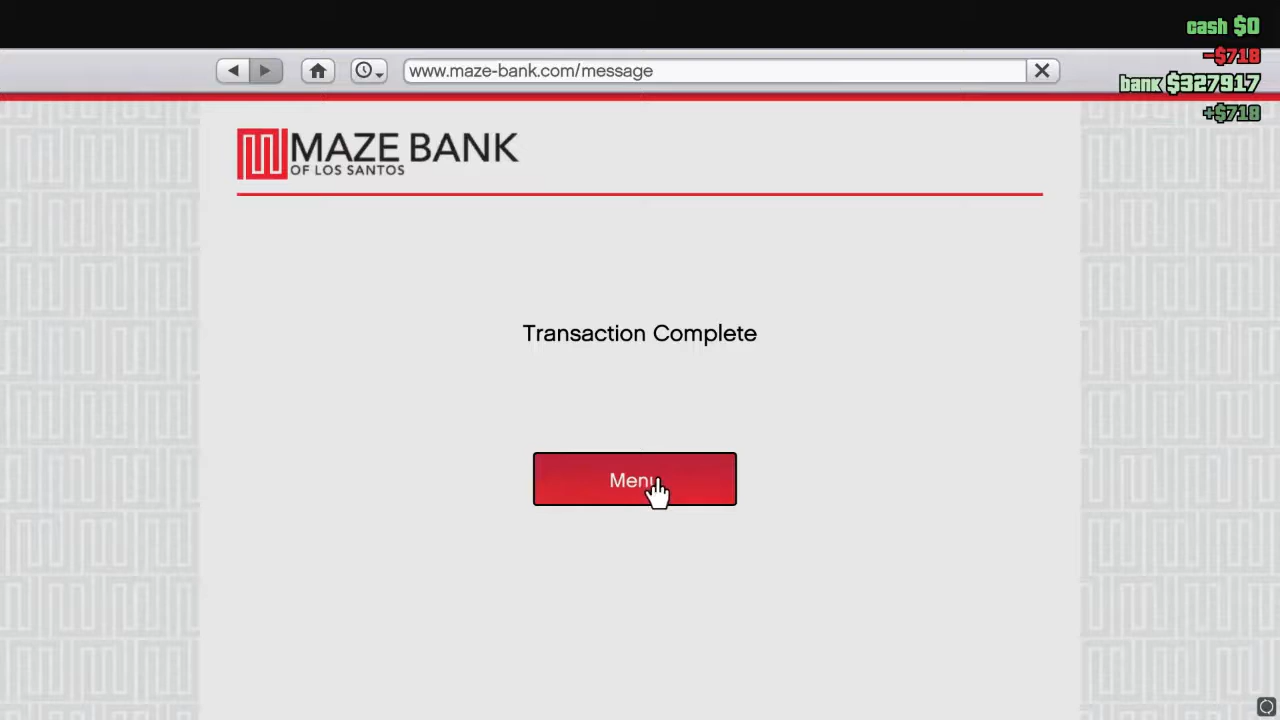 cash $0
-$718
www.maze-bank.com/message
bank $327917
+$718
MAZE BANK
OF LOS SANTOS
Transaction Complete
Menu